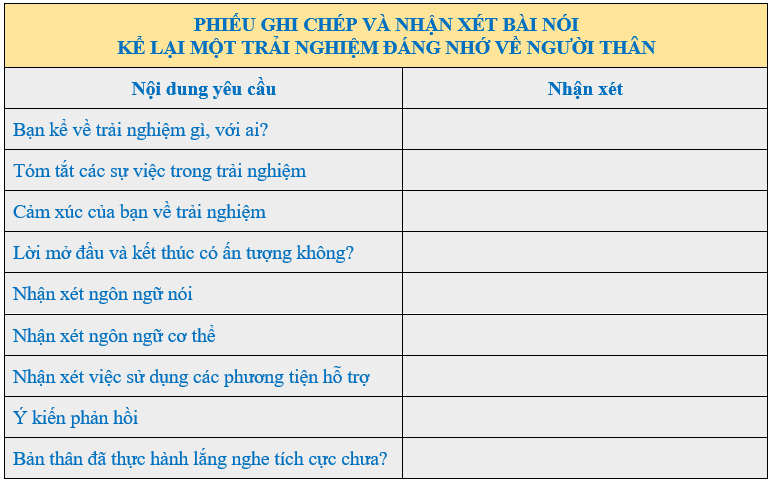 PHIẾU GHI CHÉP VÀ NHẬN XÉT BÀI NÓI
KỂ LẠI MỘT TRẢI NGHIỆM ĐÁNG NHỚ VỀ NGƯỜI THÂN
Nội dung yêu cầu Nhận xét
Bạn kể về trải nghiệm gì, với ai?
Tóm tắt các sự việc trong trải nghiệm
Cảm xúc của bạn về trải nghiệm
Lời mở đầu và kết thúc có ấn tượng không?
Nhận xét ngôn ngữ nói
Nhận xét ngôn ngữ cơ thể
Nhận xét việc sử dụng các phương tiện hỗ trợ
Ý kiến phản hồi
Bản thân đã thực hành lắng nghe tích cực chưa?